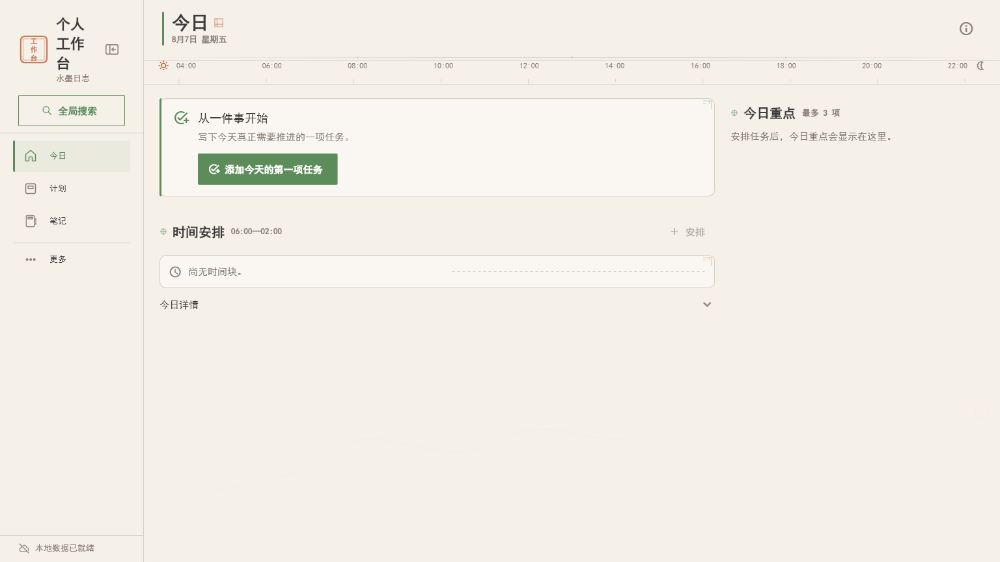 工
作
台
个人
工作
台
水墨日志
全局搜索
今日
计划
笔记
更多
本地数据已就绪
今日
8月7日 星期五
04:00 06:00 08:00 10:00 12:00 14:00 16:00 18:00 20:00 22:00
从一件事开始
写下今天真正需要推进的一项任务。
添加今天的第一项任务
时间安排 06:00—02:00
安排
尚无时间块。
今日详情
今日重点 最多 3 项
安排任务后，今日重点会显示在这里。